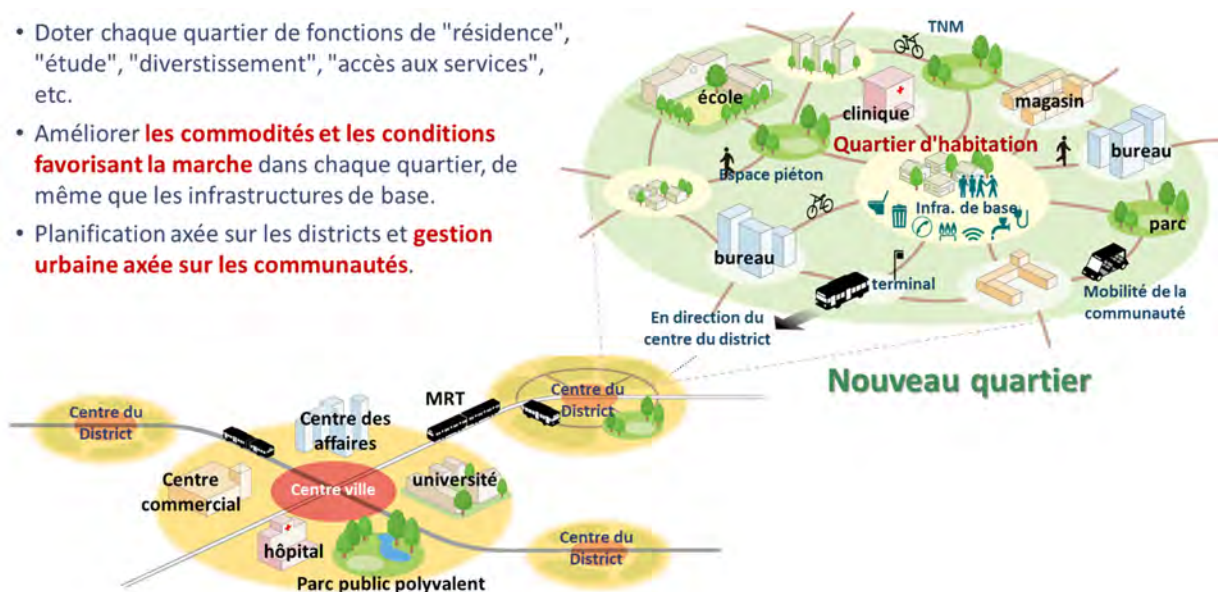 • Doter chaque quartier de fonctions de "résidence",
"étude", "diverstissement", "accès aux services",
etc.
• Améliorer les commodités et les conditions
favorisant la marche dans chaque quartier, de
même que les infrastructures de base.
• Planification axée sur les districts et gestion
urbaine axée sur les communautés.
TNM
école
clinique
magasin
Quartier d'habitation
bureau
Espace piéton
Infra. de base
parc
bureau
terminal
Mobilité de la
communauté
En direction du
centre du district
Nouveau quartier
MRT
Centre du
District
Centre du
District
Centre des
affaires
Centre
commercial
Centre ville
université
hôpital
Centre du
District
Parc public polyvalent